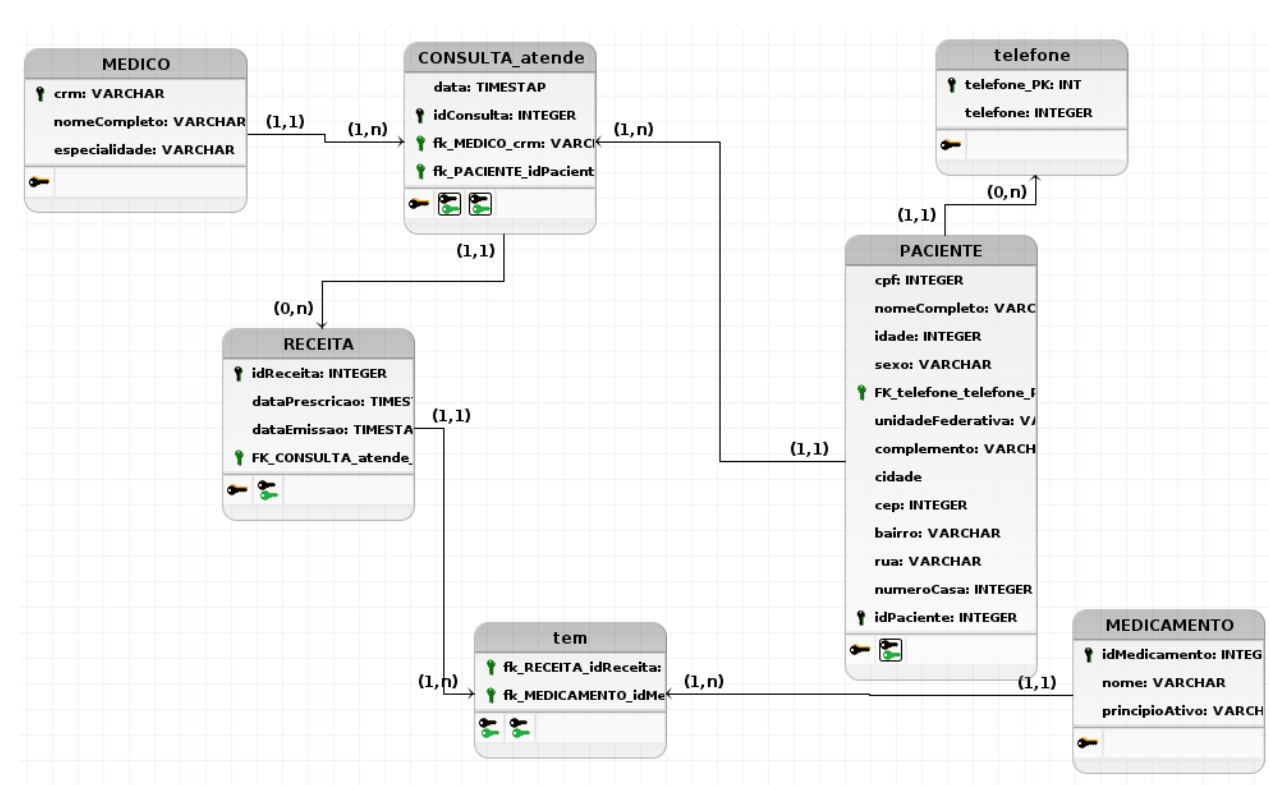 MEDICO
crm: VARCHAR
nomeCompleto: VARCHAR
especialidade: VARCHAR
(1,1)
(1,n)
CONSULTA_atende
data: TIMESTAP
idConsulta: INTEGER
fk_MEDICO_crm: VARCI
fk_PACIENTE_idPacient
(1,n)
(1,1)
(0,n)
telefone
telefone_PK: INT
telefone: INTEGER
(0,n)
(1,1)
PACIENTE
cpf: INTEGER
nomeCompleto: VARC
idade: INTEGER
sexo: VARCHAR
FK_telefone_telefone_F
unidadeFederativa: VA
complemento: VARCH
cidade
cep: INTEGER
bairro: VARCHAR
rua: VARCHAR
numeroCasa: INTEGER
idPaciente: INTEGER
(1,1)
RECEITA
idReceita: INTEGER
dataPrescricao: TIMES
dataEmissao: TIMESTA
FK_CONSULTA_atende_
(1,1)
(1,n)
tem
fk_RECEITA_idReceita:
fk_MEDICAMENTO_idMe
(1,n)
(1,1)
MEDICAMENTO
idMedicamento: INTEG
nome: VARCHAR
principioAtivo: VARCH